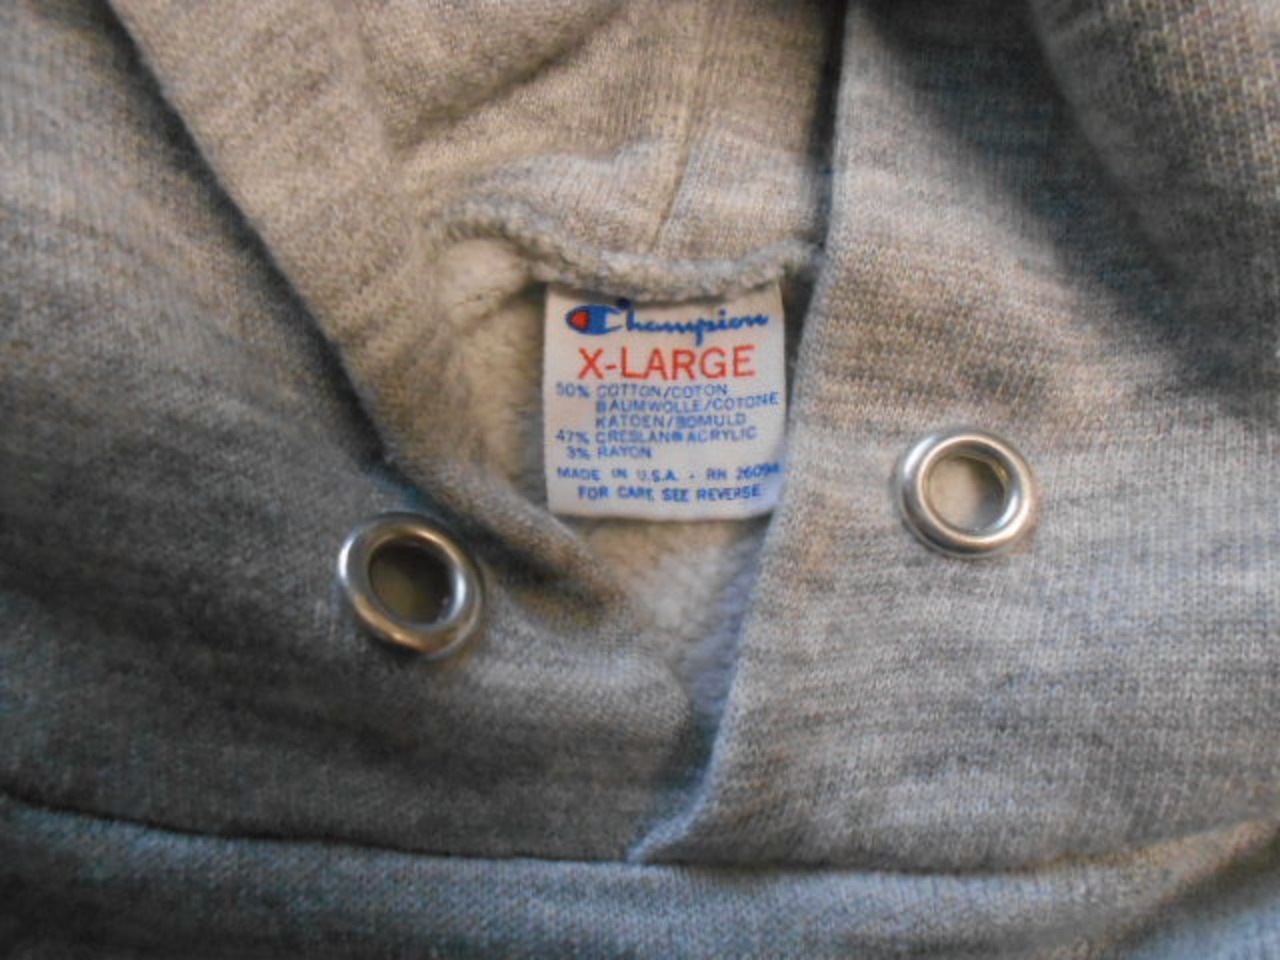 Champion
X-LARGE
50% COTTON/COTON
BAUMWOLLE/COTONE
KATOEN/BOMULD
47% CRESLAN® ACRYLIC
3% RAYON
MADE IN U.S.A. - RN 26094
FOR CARE SEE REVERSE